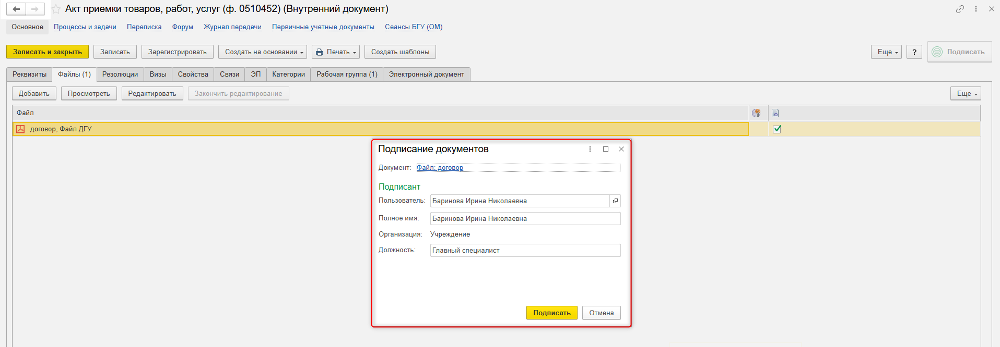 Акт приемки товаров, работ, услуг (ф. 0510452) (Внутренний документ)
Основное Процессы и задачи Переписка Форум Журнал передачи Первичные учетные документы Сеансы БГУ (ОМ)
Записать и закрыть Записать Зарегистрировать Создать на основании Печать Создать шаблоны Еще ? Подписать
Реквизиты Файлы (1) Резолюции Визы Свойства Связи ЭП Категории Рабочая группа (1) Электронный документ
Добавить Просмотреть Редактировать Закончить редактирование Еще
Файл
договор, Файл ДГУ
Подписание документов
Документ: Файл: договор
Подписант
Пользователь: Баринова Ирина Николаевна
Полное имя: Баринова Ирина Николаевна
Организация: Учреждение
Должность: Главный специалист
Подписать Отмена